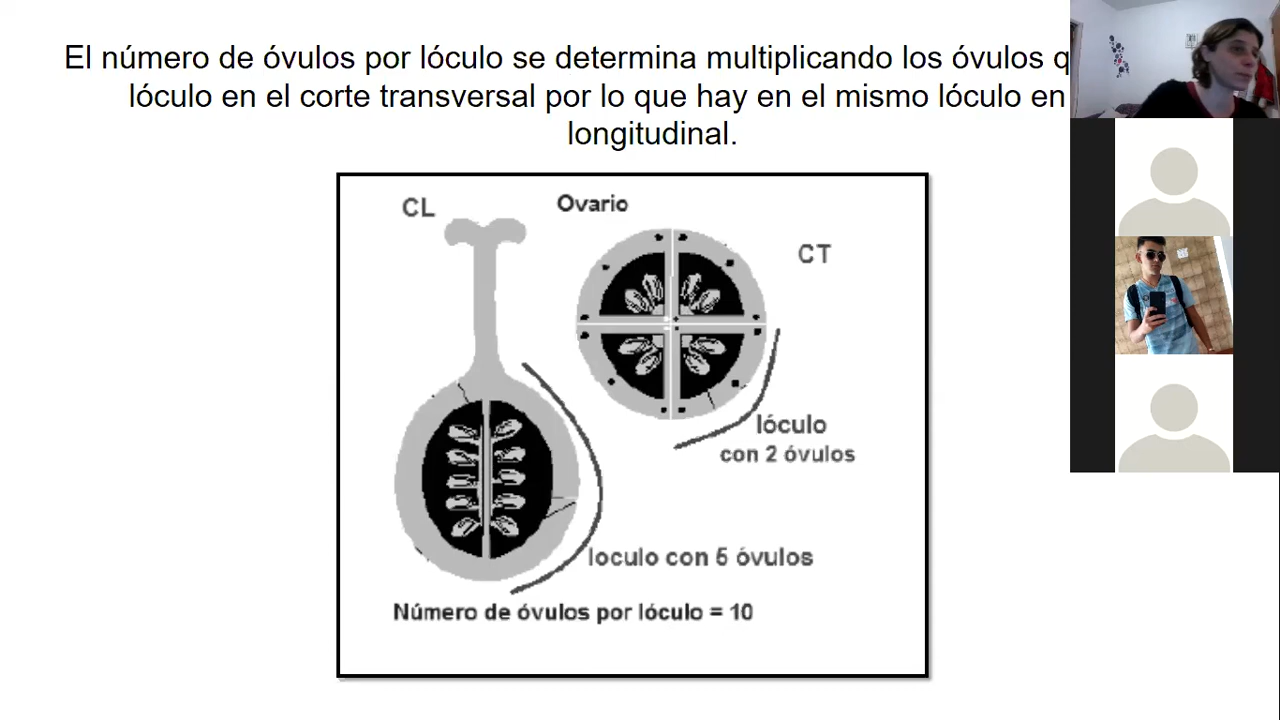 El número de óvulos por lóculo se determina multiplicando los óvulos
lóculo en el corte transversal por lo que hay en el mismo lóculo en
longitudinal.
CL
Ovario
CT
lóculo
con 2 óvulos
loculo con 5 óvulos
Número de óvulos por lóculo = 10